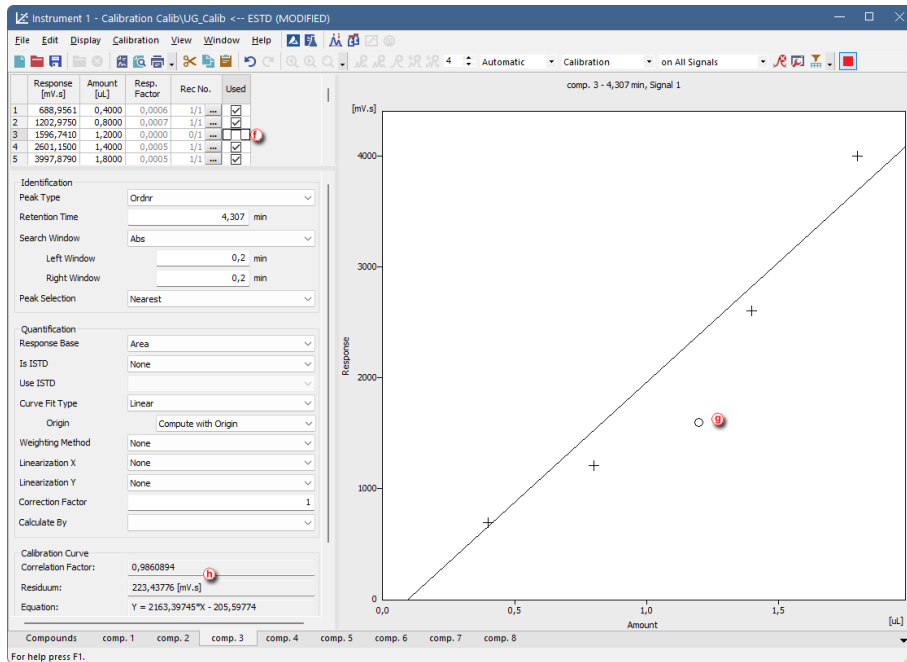 Instrument 1 - Calibration Calib\UG_Calib <-- ESTD (MODIFIED)
File Edit Display Calibration View Window Help
4 Automatic Calibration on All Signals
Response [mV.s] Amount [uL] Resp. Factor Rec No. Used
1 688,9561 0,4000 0,0006 1/1 ...
2 1202,9750 0,8000 0,0007 1/1 ...
3 1596,7410 1,2000 0,0000 0/1 ... f
4 2601,1500 1,4000 0,0005 1/1 ...
5 3997,8790 1,8000 0,0005 1/1 ...
Identification
Peak Type Ordnr
Retention Time 4,307 min
Search Window Abs
Left Window 0,2 min
Right Window 0,2 min
Peak Selection Nearest
Quantification
Response Base Area
Is ISTD None
Use ISTD
Curve Fit Type Linear
Origin Compute with Origin
Weighting Method None
Linearization X None
Linearization Y None
Correction Factor 1
Calculate By
Calibration Curve
Correlation Factor: 0,9860894
h
Residuum: 223,43776 [mV.s]
Equation: Y = 2163,39745*X - 205,59774
comp. 3 - 4,307 min, Signal 1
[mV.s]
4000
3000
Response
2000
g
1000
0
0,0 0,5 1,0 1,5
Amount [uL]
Compounds comp. 1 comp. 2 comp. 3 comp. 4 comp. 5 comp. 6 comp. 7 comp. 8
For help press F1.